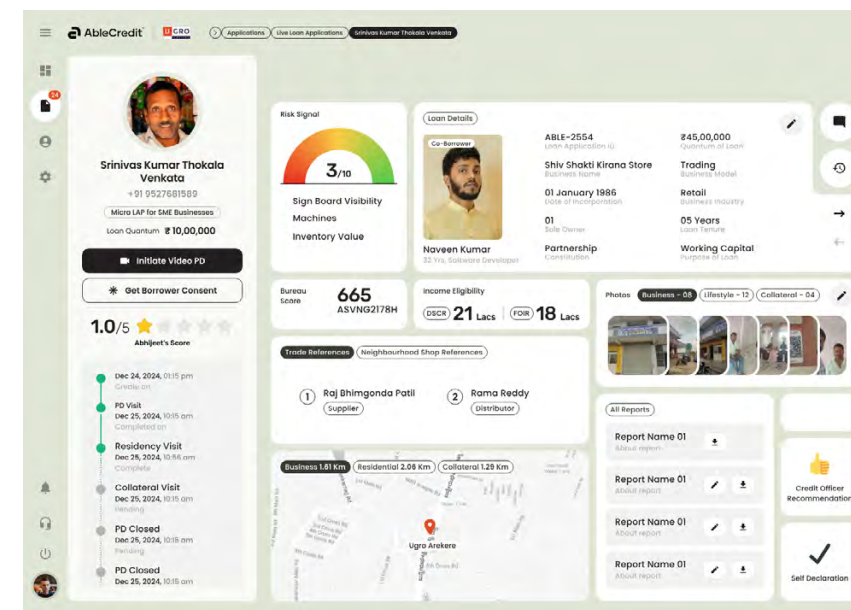 AbleCredit
UGRO
Applications
Live Loan Applications
Srinivas Kumar Thokala Venkata
24
Srinivas Kumar Thokala
Venkata
+91 9527681589
Micro LAP for SME Businesses
Loan Quantum ₹ 10,00,000
Initiate Video PD
Get Borrower Consent
1.0/5
Abhijeet's Score
Dec 24, 2024, 01:15 pm
Create on
PD Visit
Dec 25, 2024, 10:15 am
Completed on
Residency Visit
Dec 25, 2024, 10:56 am
Complete
Collateral Visit
Dec 25, 2024, 10:15 am
Pending
PD Closed
Dec 25, 2024, 10:15 am
Pending
PD Closed
Dec 25, 2024, 10:15 am
Risk Signal
3/10
Sign Board Visibility
Machines
Inventory Value
Loan Details
Co-Borrower
Naveen Kumar
32 Yrs, Software Developer
ABLE-2554
Loan Application ID
₹45,00,000
Quantum of Loan
Shiv Shakti Kirana Store
Business Name
Trading
Business Model
01 January 1986
Date of Incorporation
Retail
Business Industry
01
Sole Owner
05 Years
Loan Tenure
Partnership
Constitution
Working Capital
Purpose of Loan
Bureau
Score
665
ASVNG2178H
Income Eligibility
DSCR 21 Lacs
FOIR 18 Lacs
Photos
Business - 08
Lifestyle - 12
Collateral - 04
Trade References
Neighbourhood Shop References
1 Raj Bhimgonda Patil
Supplier
2 Rama Reddy
Distributor
Business 1.61 Km
Residential 2.06 Km
Collateral 1.29 Km
Ugro Arekere
All Reports
Report Name 01
About report
Report Name 01
About report
Report Name 01
About report
Report Name 01
About report
Credit Officer
Recommendation
Self Declaration